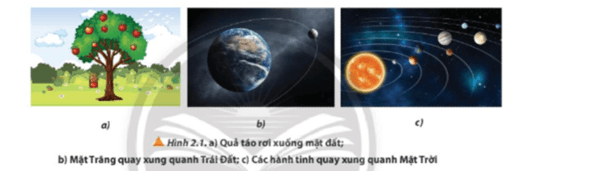 a)
b)
c)
Hình 2.1. a) Quả táo rơi xuống mặt đất;
b) Mặt Trăng quay xung quanh Trái Đất; c) Các hành tinh quay xung quanh Mặt Trời